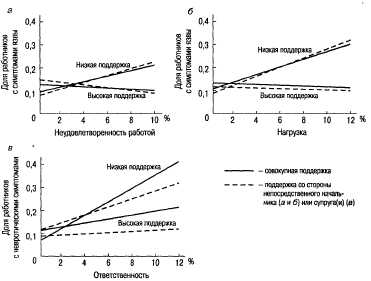 а
Доля работников
с симптомами язвы
0,4
0,3
0,2
0,1
Низкая поддержка
Высокая поддержка
0 2 4 6 8 10 %
Неудовлетворенность работой
б
Доля работников
с симптомами язвы
0,4
0,3
0,2
0,1
Низкая поддержка
Высокая поддержка
0 2 4 6 8 10 12 %
Нагрузка
в
Доля работников
с невротическими симптомами
0,4
0,3
0,2
0,1
0
Низкая поддержка
Высокая поддержка
0 2 4 6 8 10 12 %
Ответственность
– совокупная поддержка
– поддержка со стороны
непосредственного началь-
ника (а и б) или супруга(и) (в)